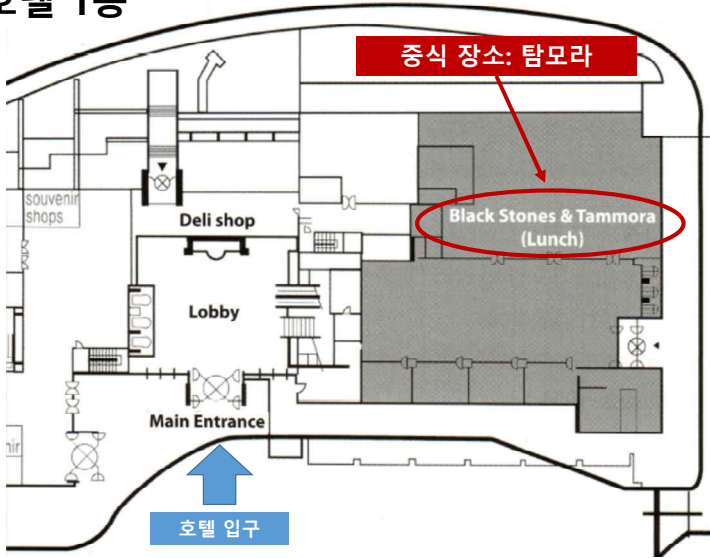 호텔 1층
중식 장소: 탐모라
souvenir
shops
Deli shop
Black Stones & Tammora
(Lunch)
Lobby
Main Entrance
호텔 입구